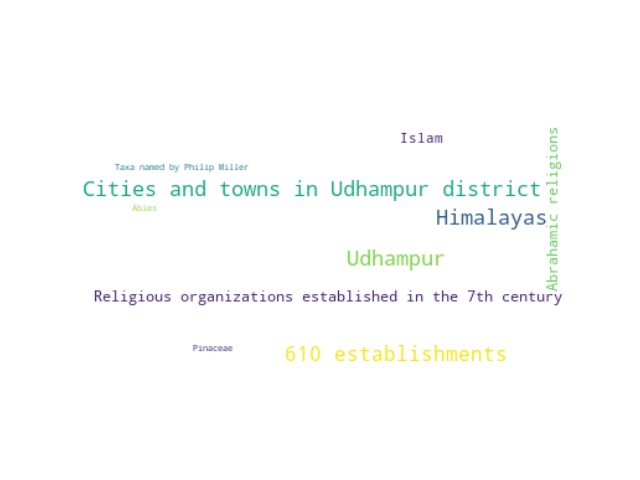 Islam
Abrahamic religions
Taxa named by Philip Miller
Cities and towns in Udhampur district
Abies
Himalayas
Udhampur
Religious organizations established in the 7th century
Pinaceae
610 establishments